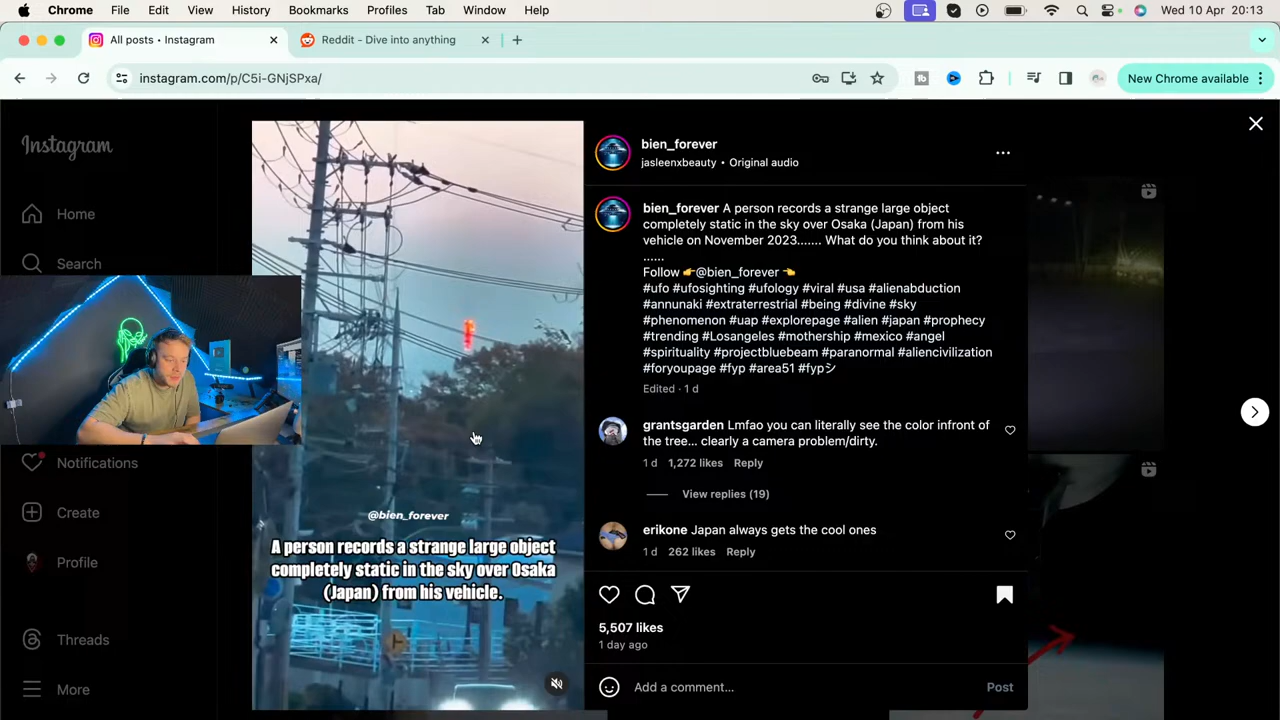 Chrome File Edit View History Bookmarks Profiles Tab Window Help Wed 10 Apr 20:13
All posts • Instagram Reddit - Dive into anything
instagram.com/p/C5i-GNjSPxa/ New Chrome available
Instagram
Home
Search
Notifications
Create
Profile
Threads
More
@bien_forever
A person records a strange large object
completely static in the sky over Osaka
(Japan) from his vehicle.
bien_forever
jasleenxbeauty • Original audio
bien_forever A person records a strange large object
completely static in the sky over Osaka (Japan) from his
vehicle on November 2023....... What do you think about it?
......
Follow 👉@bien_forever 👈
#ufo #ufosighting #ufology #viral #usa #alienabduction
#annunaki #extraterrestrial #being #divine #sky
#phenomenon #uap #explorepage #alien #japan #prophecy
#trending #Losangeles #mothership #mexico #angel
#spirituality #projectbluebeam #paranormal #aliencivilization
#foryoupage #fyp #area51 #fypシ
Edited · 1 d
grantsgarden Lmfao you can literally see the color infront of
the tree... clearly a camera problem/dirty.
1 d 1,272 likes Reply
View replies (19)
erikone Japan always gets the cool ones
1 d 262 likes Reply
5,507 likes
1 day ago
Add a comment... Post